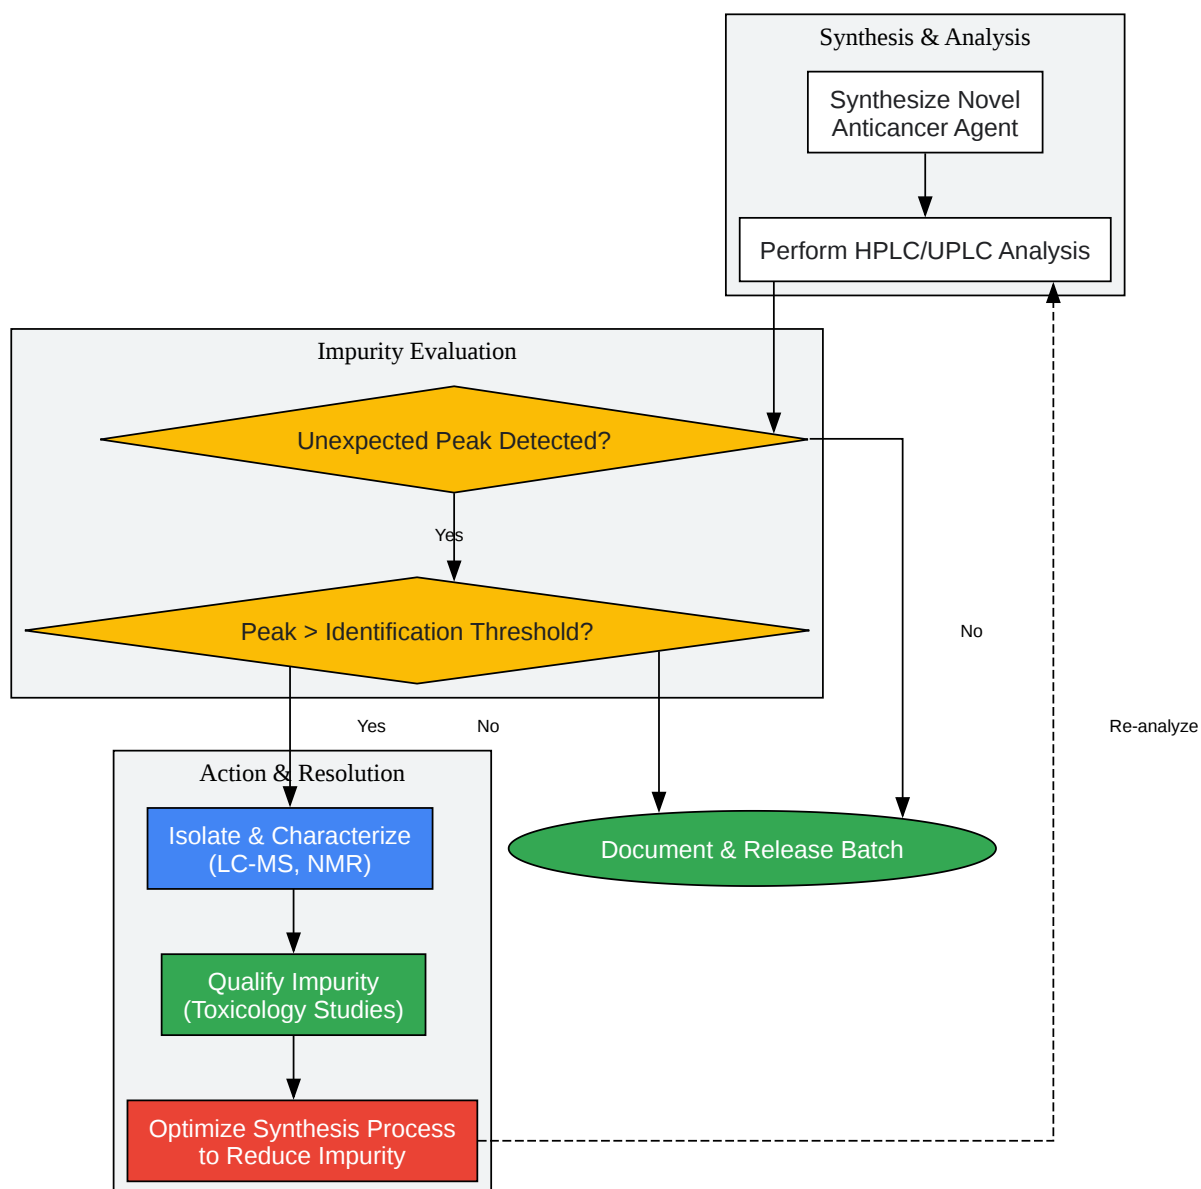 Synthesis & Analysis
Synthesize Novel
Anticancer Agent
Perform HPLC/UPLC Analysis
Impurity Evaluation
Unexpected Peak Detected?
Yes
Peak > Identification Threshold?
No
Yes
No
Re-analyze
Action & Resolution
Isolate & Characterize
(LC-MS, NMR)
Document & Release Batch
Qualify Impurity
(Toxicology Studies)
Optimize Synthesis Process
to Reduce Impurity